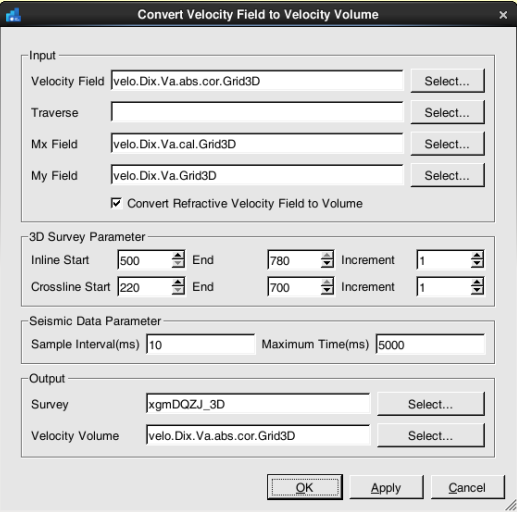 Convert Velocity Field to Velocity Volume
Input
Velocity Field velo.Dix.Va.abs.cor.Grid3D Select...
Traverse Select...
Mx Field velo.Dix.Va.cal.Grid3D Select...
My Field velo.Dix.Va.Grid3D Select...
Convert Refractive Velocity Field to Volume
3D Survey Parameter
Inline Start 500 End 780 Increment 1
Crossline Start 220 End 700 Increment 1
Seismic Data Parameter
Sample Interval(ms) 10 Maximum Time(ms) 5000
Output
Survey xgmDQZJ_3D Select...
Velocity Volume velo.Dix.Va.abs.cor.Grid3D Select...
OK Apply Cancel